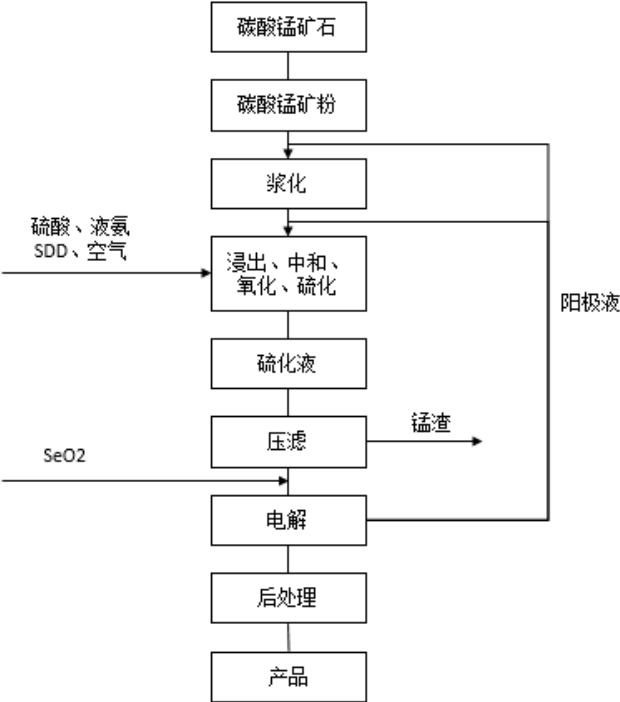 碳酸锰矿石
碳酸锰矿粉
浆化
硫酸、液氨
SDD、空气
浸出、中和、
氧化、硫化
阳极液
硫化液
压滤
锰渣
SeO2
电解
后处理
产品